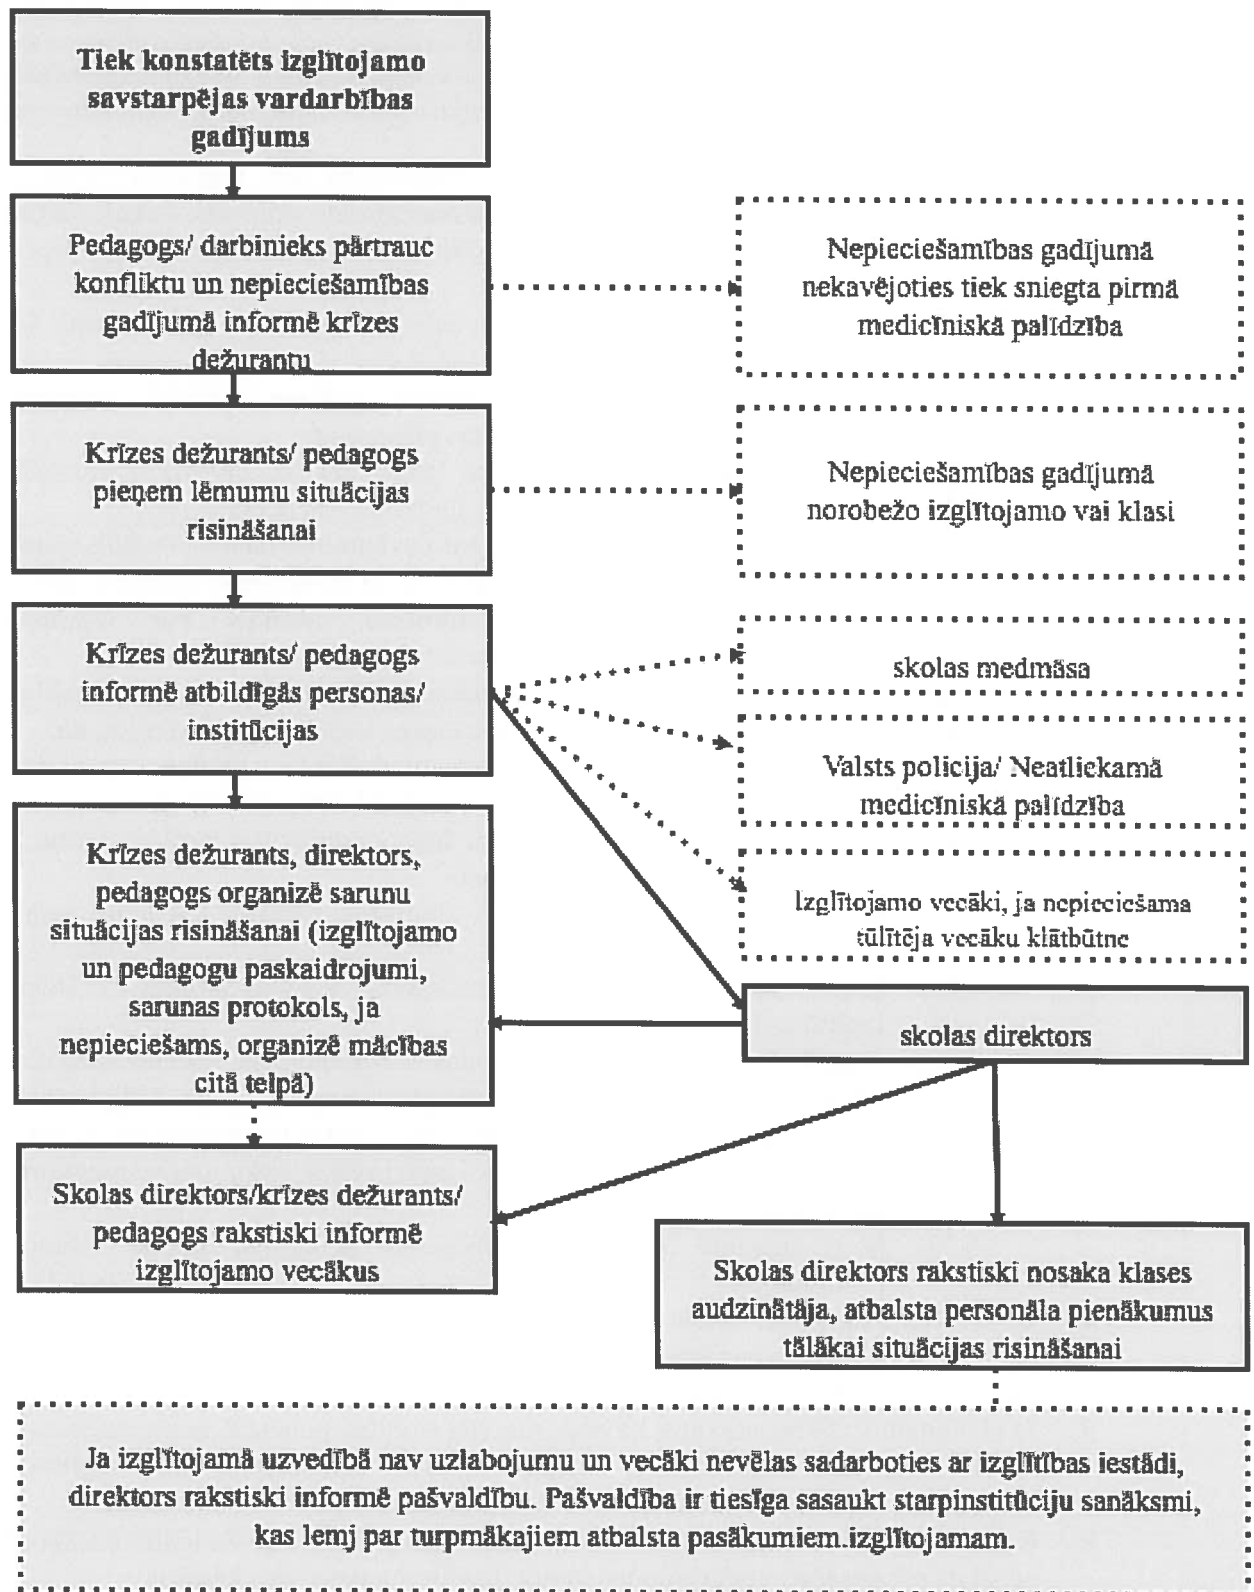 Tiek konstatēts izglītojamo
savstarpējas vardarbības
gadījums
Pedagogs/ darbinieks pārtrauc
konfliktu un nepieciešamības
gadījumā informē krīzes
dežurantu
Nepieciešamības gadījumā
nekavējoties tiek sniegta pirmā
medicīniskā palīdzība
Krīzes dežurants/ pedagogs
pieņem lēmumu situācijas
risināšanai
Nepieciešamības gadījumā
norobežo izglītojamo vai klasi
Krīzes dežurants/ pedagogs
informē atbildīgās personas/
institūcijas
skolas medmāsa
Valsts policija/ Neatliekamā
medicīniskā palīdzība
Izglītojamo vecāki, ja nepieciešama
tūlītēja vecāku klātbūtne
Krīzes dežurants, direktors,
pedagogs organizē sarunu
situācijas risināšanai (izglītojamo
un pedagogu paskaidrojumi,
sarunas protokols, ja
nepieciešams, organizē mācības
citā telpā)
skolas direktors
Skolas direktors/krīzes dežurants/
pedagogs rakstiski informē
izglītojamo vecākus
Skolas direktors rakstiski nosaka klases
audzinātāja, atbalsta personāla pienākumus
tālākai situācijas risināšanai
Ja izglītojamā uzvedībā nav uzlabojumu un vecāki nevēlas sadarboties ar izglītības iestādi,
direktors rakstiski informē pašvaldību. Pašvaldība ir tiesīga sasaukt starpinstitūciju sanāksmi,
kas lemj par turpmākajiem atbalsta pasākumiem.izglītojamam.